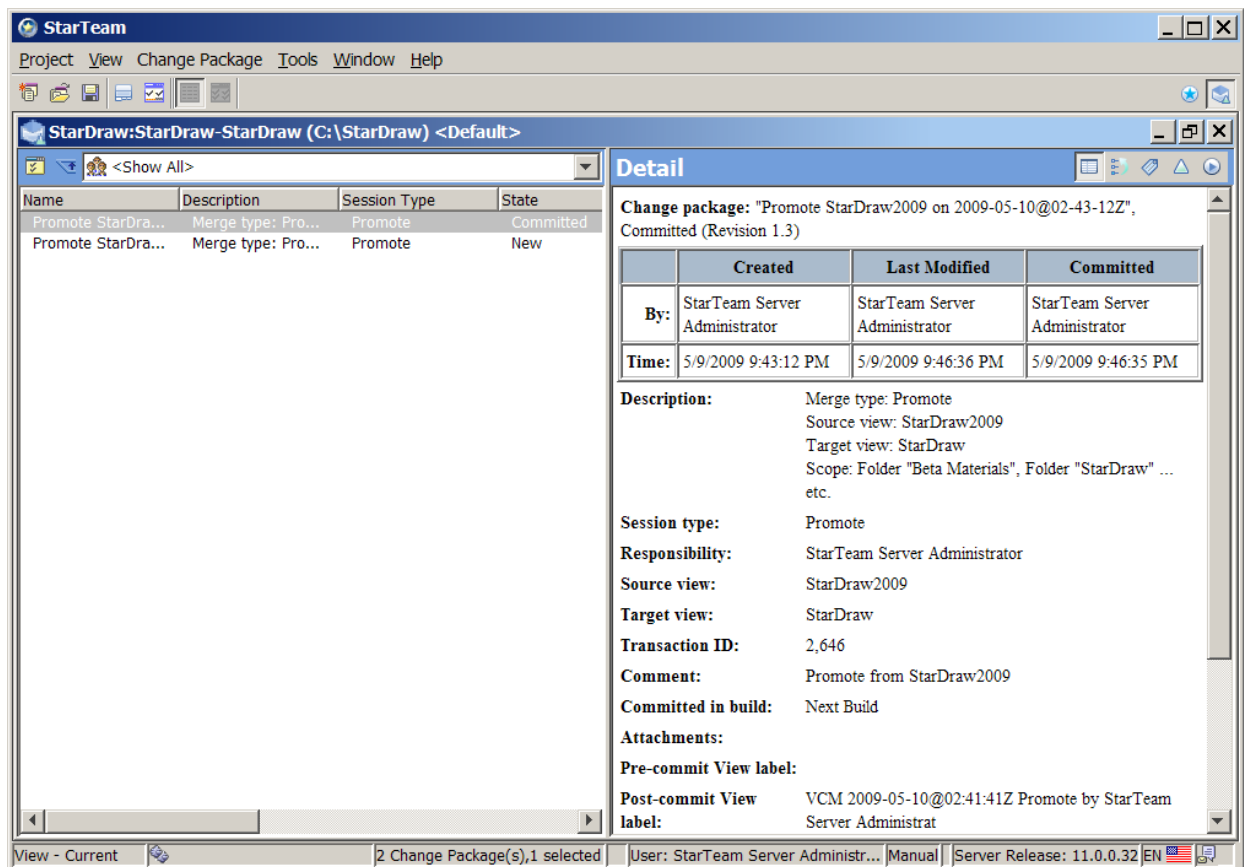 StarTeam
Project View Change Package Tools Window Help
StarDraw:StarDraw-StarDraw (C:\StarDraw) <Default>
<Show All>
Name Description Session Type State
Promote StarDra... Merge type: Pro... Promote Committed
Promote StarDra... Merge type: Pro... Promote New
Detail
Change package: "Promote StarDraw2009 on 2009-05-10@02-43-12Z",
Committed (Revision 1.3)
Created Last Modified Committed
By: StarTeam Server Administrator StarTeam Server Administrator StarTeam Server Administrator
Time: 5/9/2009 9:43:12 PM 5/9/2009 9:46:36 PM 5/9/2009 9:46:35 PM
Description: Merge type: Promote
Source view: StarDraw2009
Target view: StarDraw
Scope: Folder "Beta Materials", Folder "StarDraw" ...
etc.
Session type: Promote
Responsibility: StarTeam Server Administrator
Source view: StarDraw2009
Target view: StarDraw
Transaction ID: 2,646
Comment: Promote from StarDraw2009
Committed in build: Next Build
Attachments:
Pre-commit View label:
Post-commit View label: VCM 2009-05-10@02:41:41Z Promote by StarTeam
Server Administrat
View - Current 2 Change Package(s),1 selected User: StarTeam Server Administr... Manual Server Release: 11.0.0.32 EN